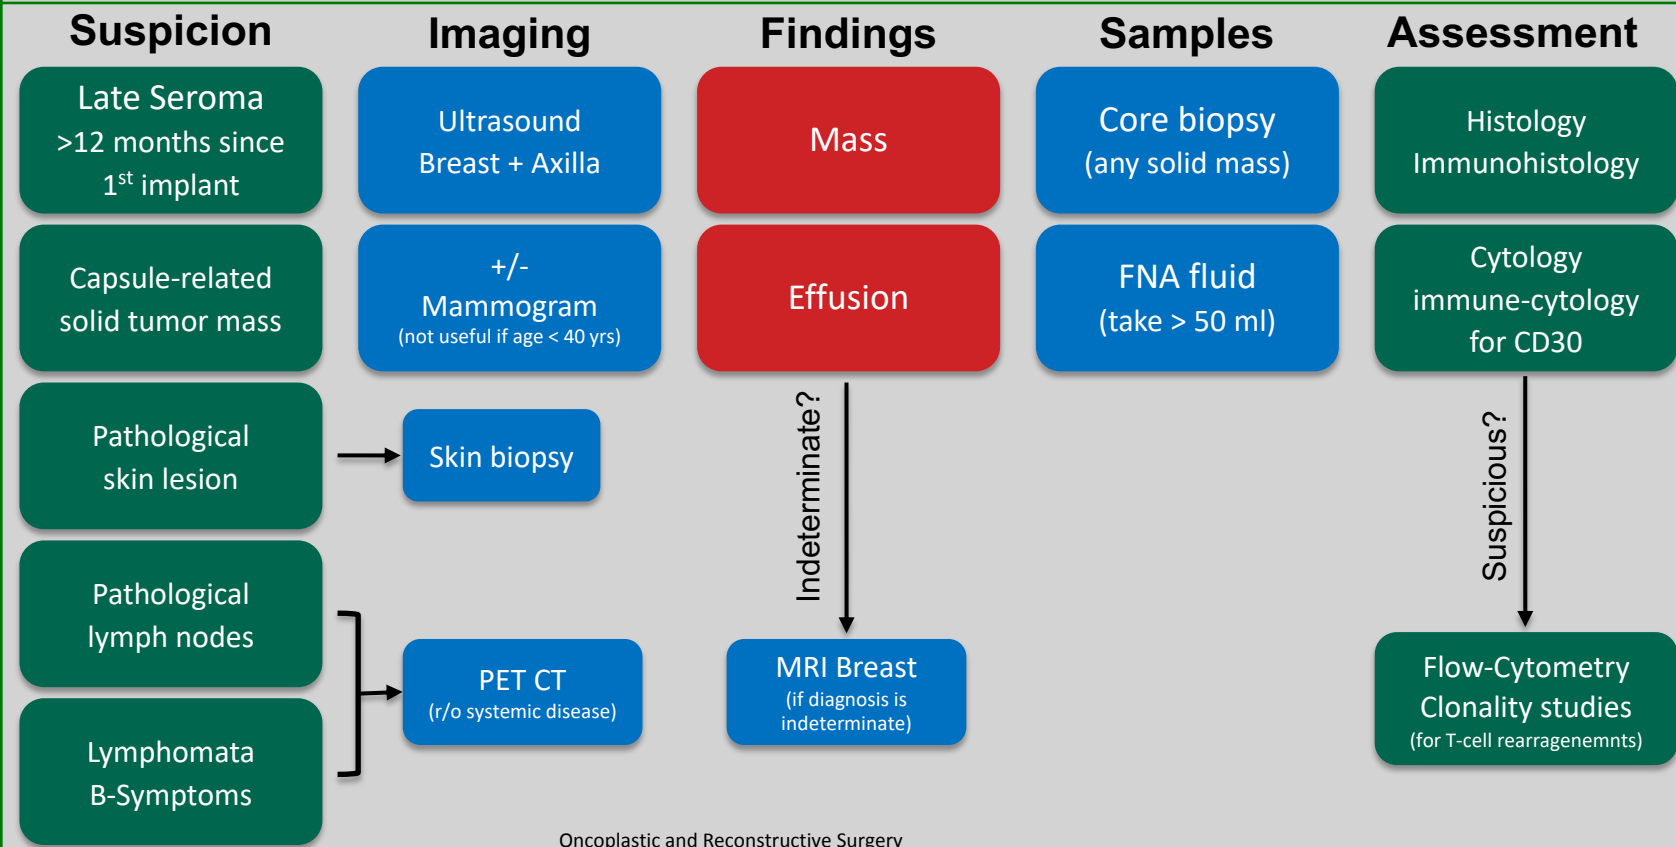 Suspicion
Imaging
Findings
Samples
Assessment
Late Seroma
>12 months since
1st implant
Ultrasound
Breast + Axilla
Mass
Core biopsy
(any solid mass)
Histology
Immunohistology
Capsule-related
solid tumor mass
+/-
Mammogram
(not useful if age < 40 yrs)
Effusion
FNA fluid
(take > 50 ml)
Cytology
immune-cytology
for CD30
Pathological
skin lesion
Skin biopsy
Indeterminate?
Suspicious?
Pathological
lymph nodes
PET CT
(r/o systemic disease)
MRI Breast
(if diagnosis is
indeterminate)
Flow-Cytometry
Clonality studies
(for T-cell rearragenemnts)
Lymphomata
B-Symptoms
Oncoplastic and Reconstructive Surgery